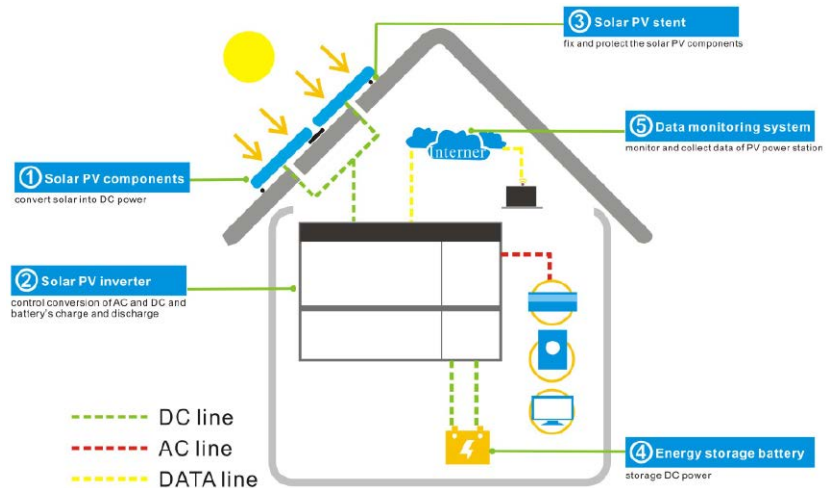 ③ Solar PV stent
fix and protect the solar PV components
⑤ Data monitoring system
monitor and collect data of PV power station
Internet
① Solar PV components
convert solar into DC power
② Solar PV inverter
control conversion of AC and DC and
battery's charge and discharge
DC line
AC line
DATA line
④ Energy storage battery
storage DC power